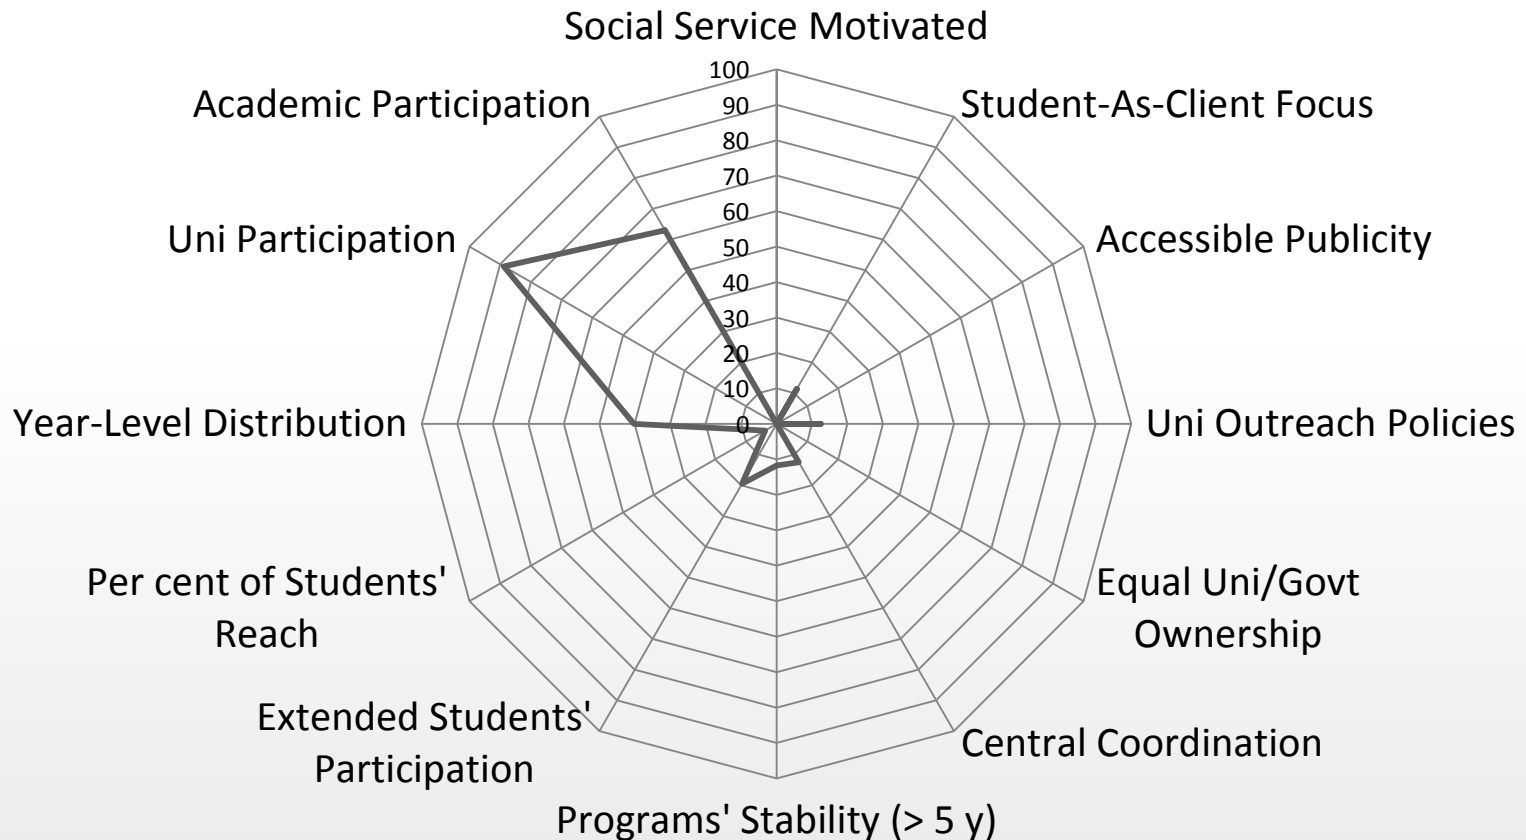 Social Service Motivated
Student-As-Client Focus
Accessible Publicity
Uni Outreach Policies
Equal Uni/Govt
Ownership
Central Coordination
Programs' Stability (> 5 y)
Extended Students'
Participation
Per cent of Students'
Reach
Year-Level Distribution
Uni Participation
Academic Participation
100
90
80
70
60
50
40
30
20
10
0